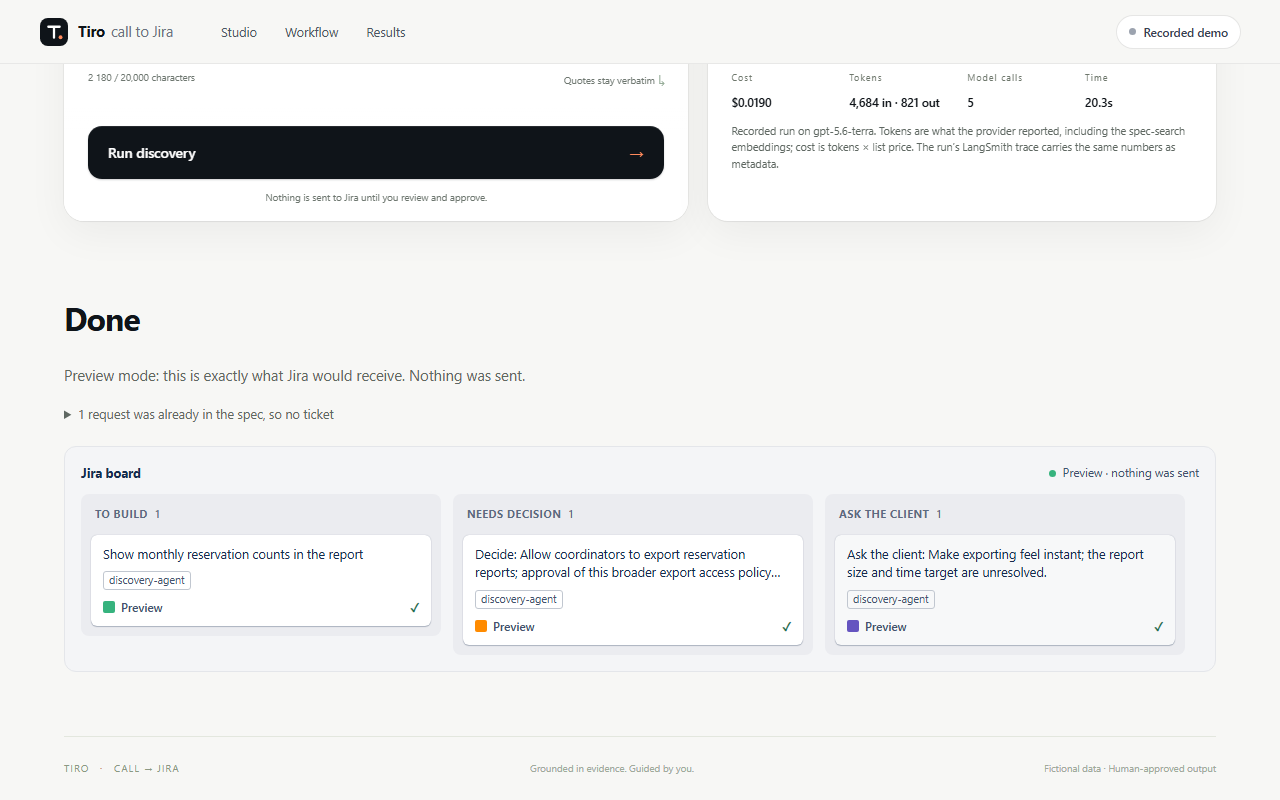 T. Tiro call to Jira Studio Workflow Results Recorded demo
2 180 / 20,000 characters
Quotes stay verbatim
Run discovery →
Nothing is sent to Jira until you review and approve.
Cost Tokens Model calls Time
$0.0190 4,684 in · 821 out 5 20.3s
Recorded run on gpt-5.6-terra. Tokens are what the provider reported, including the spec-search
embeddings; cost is tokens × list price. The run's LangSmith trace carries the same numbers as
metadata.
Done
Preview mode: this is exactly what Jira would receive. Nothing was sent.
1 request was already in the spec, so no ticket
Jira board
Preview · nothing was sent
TO BUILD 1
Show monthly reservation counts in the report
discovery-agent
Preview ✓
NEEDS DECISION 1
Decide: Allow coordinators to export reservation
reports; approval of this broader export access policy…
discovery-agent
Preview ✓
ASK THE CLIENT 1
Ask the client: Make exporting feel instant; the report
size and time target are unresolved.
discovery-agent
Preview ✓
TIRO · CALL → JIRA
Grounded in evidence. Guided by you.
Fictional data · Human-approved output